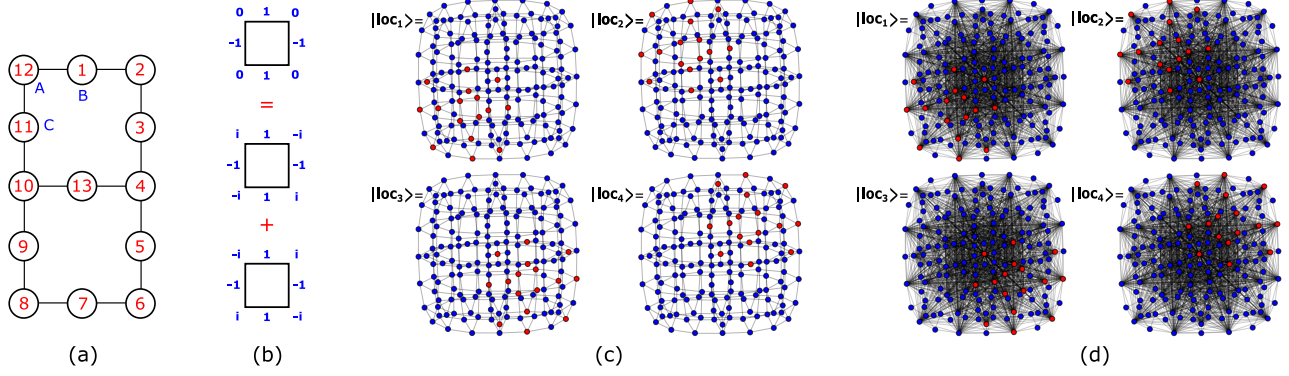 12 1 2
A B
11 C 3
10 13 4
9 5
8 7 6
(a)
0 1 0
-1 -1
0 1 0
=
i 1 -i
-1 -1
-i 1 i
+
-i 1 i
-1 -1
i 1 -i
(b)
|loc₁>= |loc₂>=
|loc₃>= |loc₄>=
(c)
|loc₁>= |loc₂>=
|loc₃>= |loc₄>=
(d)